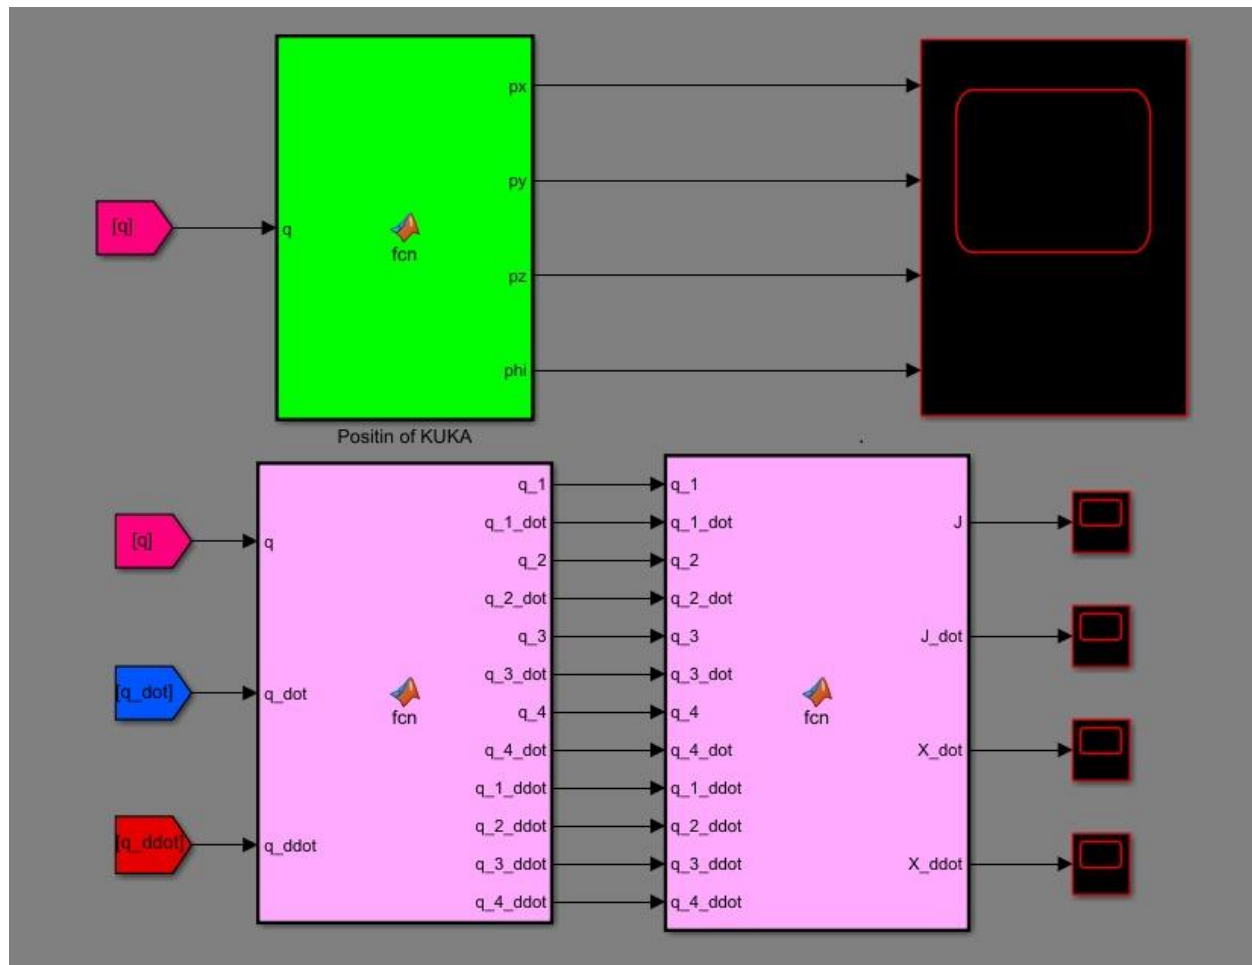 [q]
q
fcn
px
py
pz
phi
Positin of KUKA
.
[q]
[q_dot]
[q_ddot]
q
q_dot
q_ddot
fcn
q_1
q_1_dot
q_2
q_2_dot
q_3
q_3_dot
q_4
q_4_dot
q_1_ddot
q_2_ddot
q_3_ddot
q_4_ddot
q_1
q_1_dot
q_2
q_2_dot
q_3
q_3_dot
q_4
q_4_dot
q_1_ddot
q_2_ddot
q_3_ddot
q_4_ddot
fcn
J
J_dot
X_dot
X_ddot